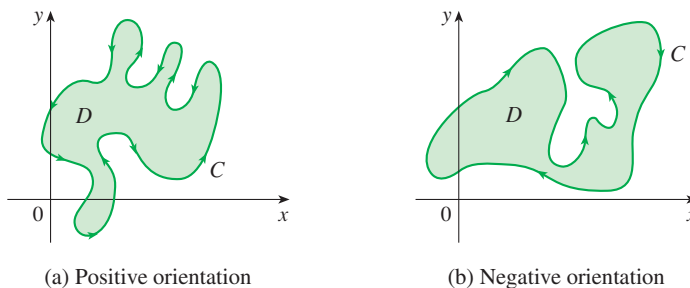 y
D
C
0
x
(a) Positive orientation
y
C
D
0
x
(b) Negative orientation